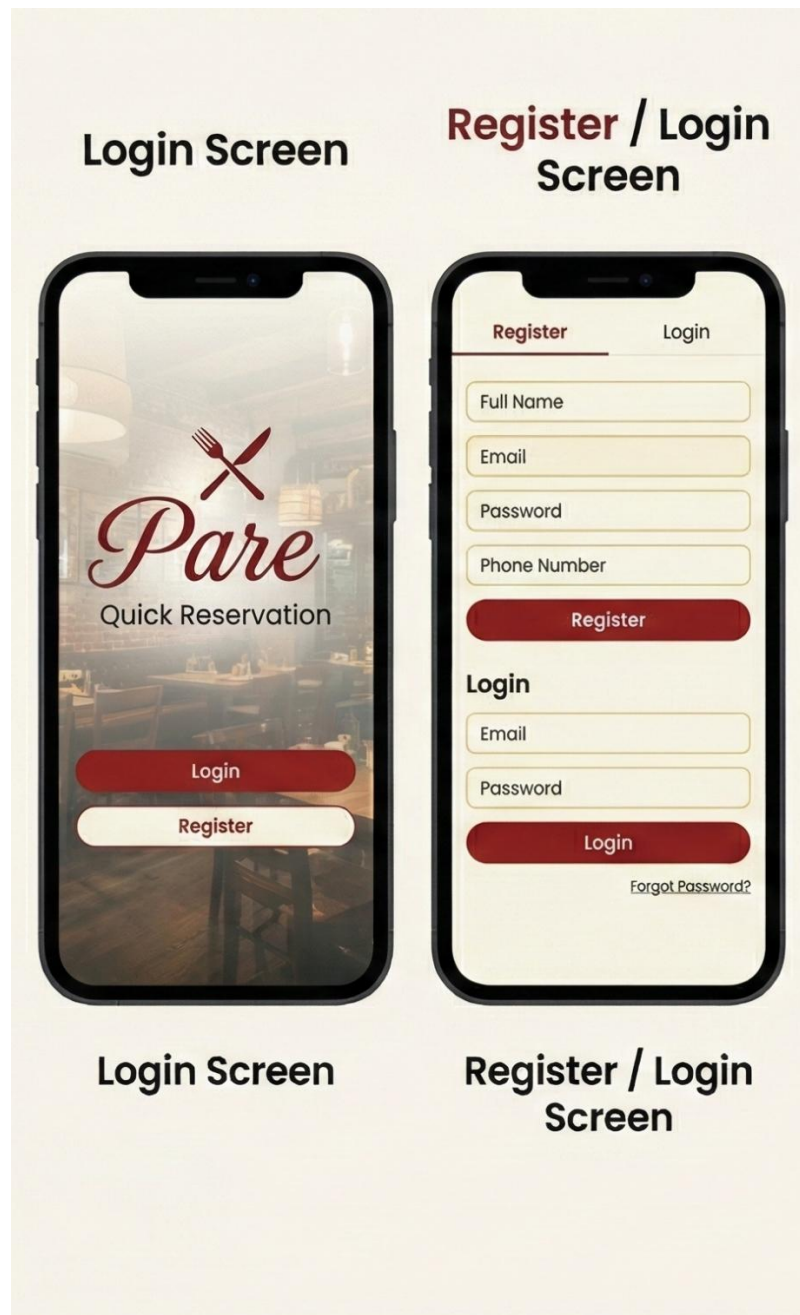 Login Screen
Register / Login
Screen
Pare
Quick Reservation
Login
Register
Register
Login
Full Name
Email
Password
Phone Number
Register
Login
Email
Password
Login
Forgot Password?
Login Screen
Register / Login
Screen